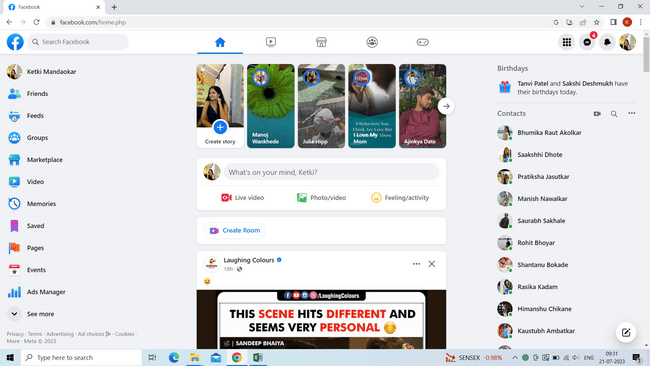 Facebook
facebook.com/home.php
K
Search Facebook
4
Ketki Mandaokar
Friends
Feeds
Groups
Marketplace
Video
Memories
Saved
Pages
Events
Ads Manager
See more
Privacy · Terms · Advertising · Ad choices · Cookies ·
More · Meta © 2023
Create story
Manoj
Wankhede
Julie Hipp
I Love My
Mom
Ajinkya Date
What's on your mind, Ketki?
Live video
Photo/video
Feeling/activity
Create Room
Laughing Colours
18h ·
/LaughingColours
THIS SCENE HITS DIFFERENT AND
SEEMS VERY PERSONAL
| SANDEEP BHAIYA
Birthdays
Tanvi Patel and Sakshi Deshmukh have
their birthdays today.
Contacts
Bhumika Raut Akolkar
Saakshhi Dhote
Pratiksha Jasutkar
Manish Nawalkar
Saurabh Sakhale
Rohit Bhoyar
Shantanu Bokade
Rasika Kadam
Himanshu Chikane
Kaustubh Ambatkar
Type here to search
SENSEX -0.98%
ENG
09:31
21-07-2023